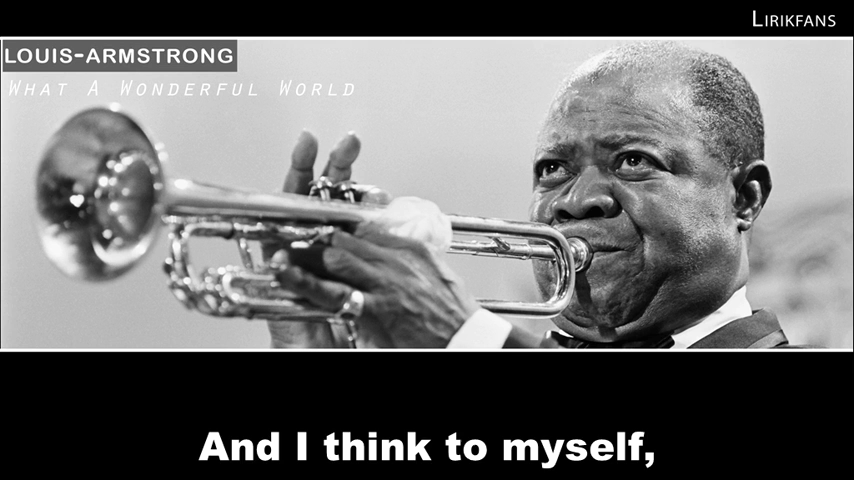 LIRIKFANS
LOUIS-ARMSTRONG
WHAT A WONDERFUL WORLD
And I think to myself,